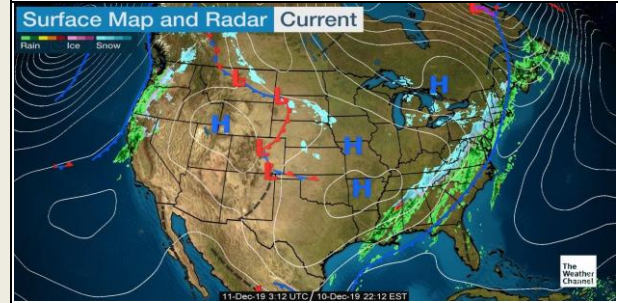 Surface Map and Radar Current
Rain Ice Snow
L
H
L
L
H
H
L
L
H
The
Weather
Channel
11-Dec-19 3:12 UTC / 10-Dec-19 22:12 EST